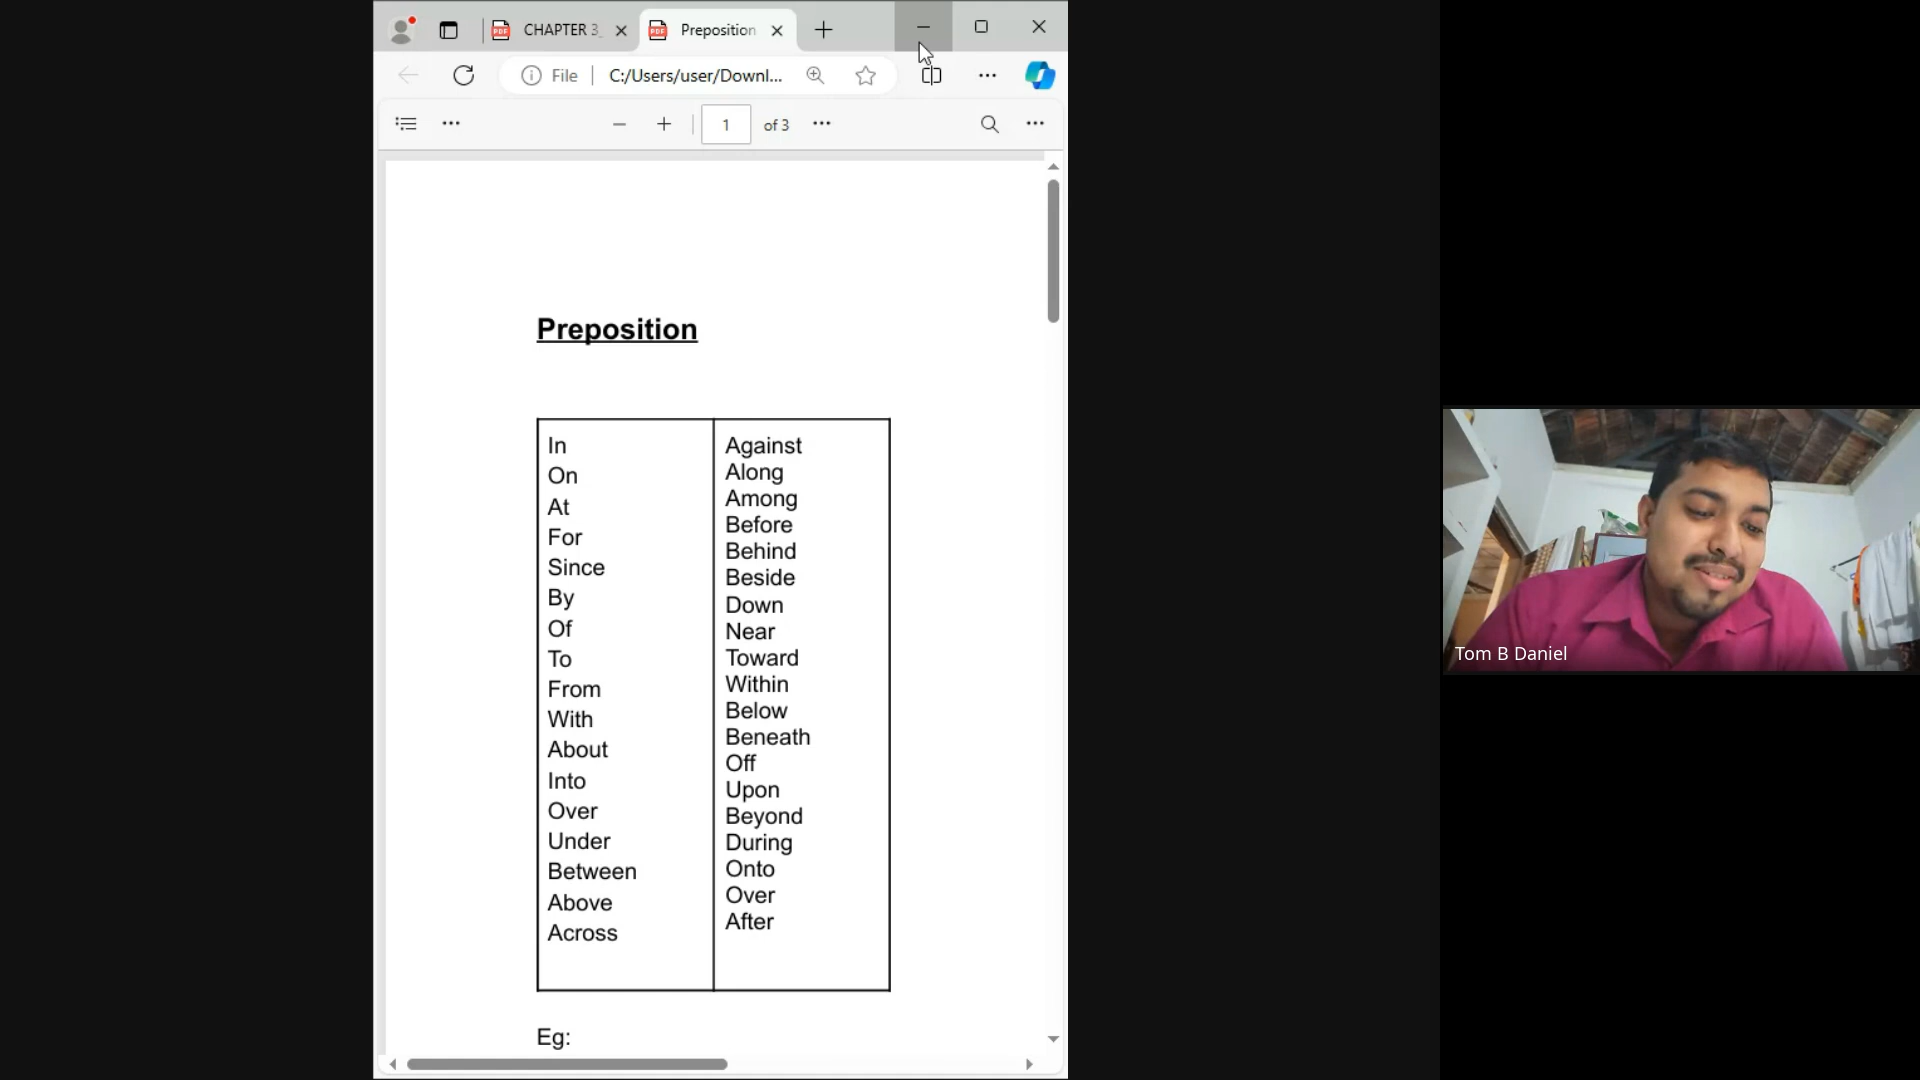 CHAPTER 3
Preposition
File
C:/Users/user/Downl...
1
of 3
Preposition
In
On
At
For
Since
By
Of
To
From
With
About
Into
Over
Under
Between
Above
Across
Against
Along
Among
Before
Behind
Beside
Down
Near
Toward
Within
Below
Beneath
Off
Upon
Beyond
During
Onto
Over
After
Eg:
Tom B Daniel